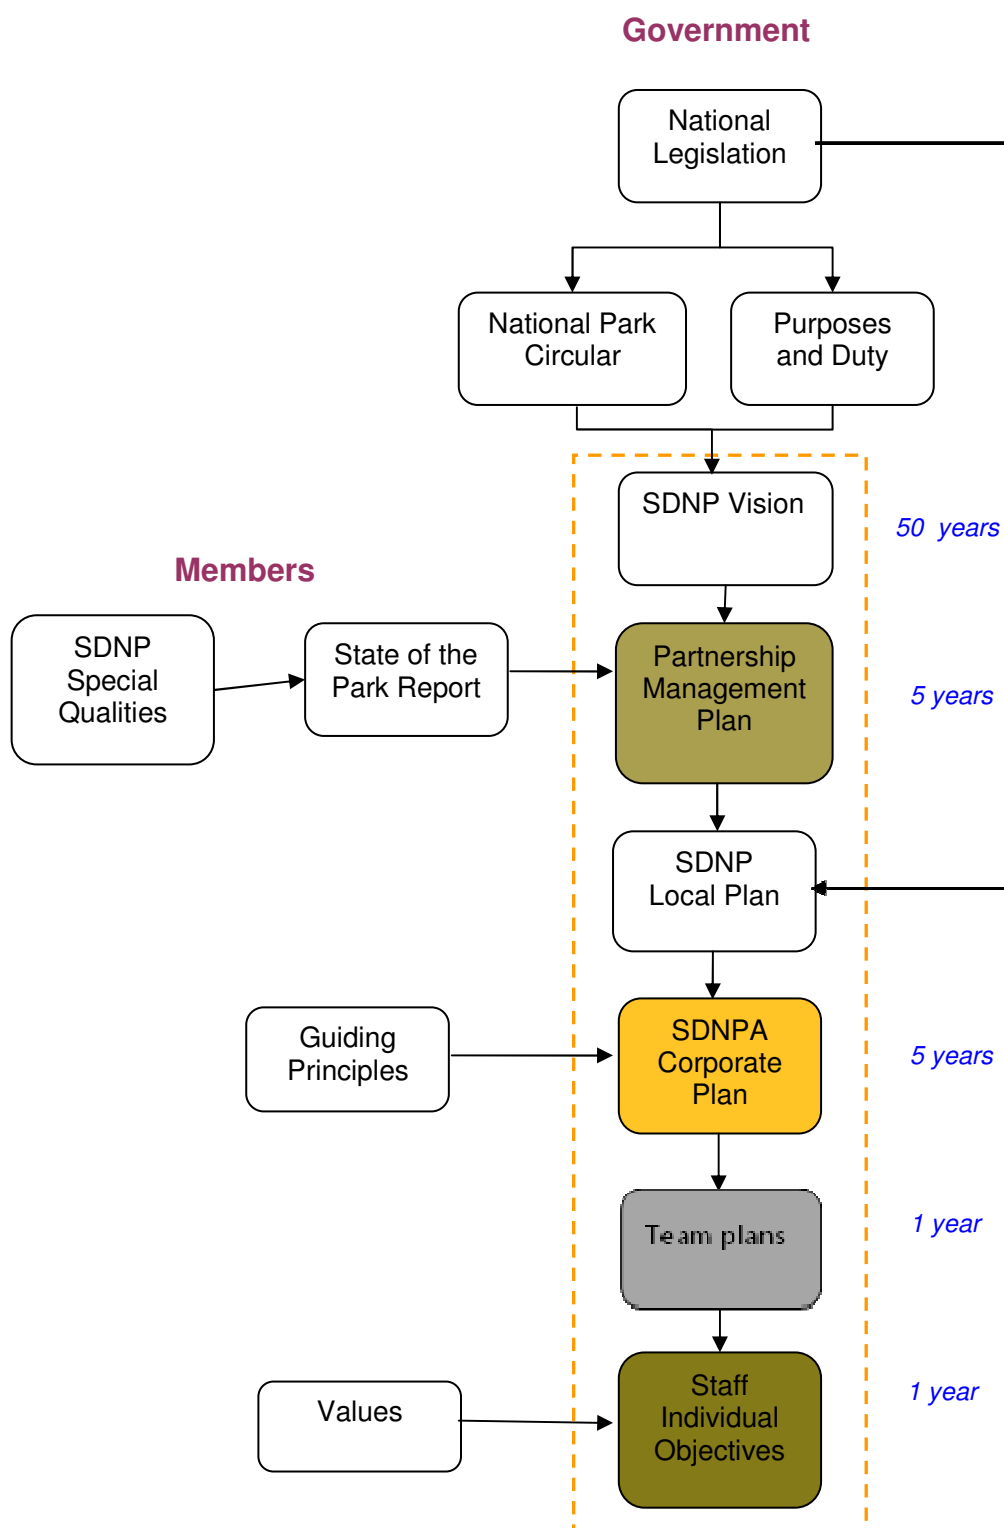 Government
National
Legislation
National Park
Circular
Purposes
and Duty
SDNP Vision
50 years
Members
SDNP
Special
Qualities
State of the
Park Report
Partnership
Management
Plan
5 years
SDNP
Local Plan
Guiding
Principles
SDNPA
Corporate
Plan
5 years
Team plans
1 year
Values
Staff
Individual
Objectives
1 year